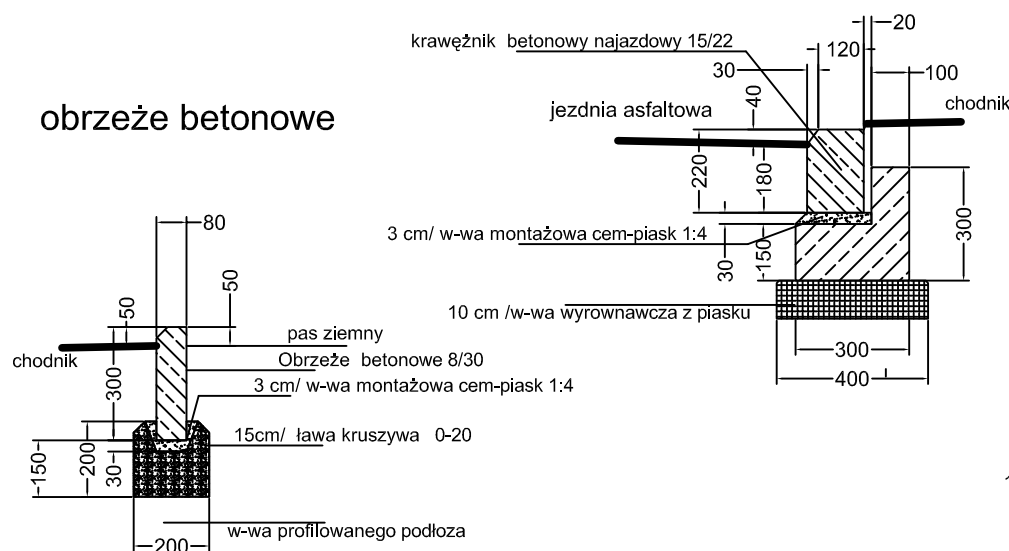 20
krawężnik betonowy najazdowy 15/22
120
30
100
40
jezdnia asfaltowa
chodnik
obrzeże betonowe
220
180
80
300
3 cm/ w-wa montażowa cem-piask 1:4
30
150
50
50
10 cm /w-wa wyrownawcza z piasku
pas ziemny
chodnik
300
Obrzeże betonowe 8/30
300
400
3 cm/ w-wa montażowa cem-piask 1:4
15cm/ ława kruszywa 0-20
150
200
30
w-wa profilowanego podłoza
200